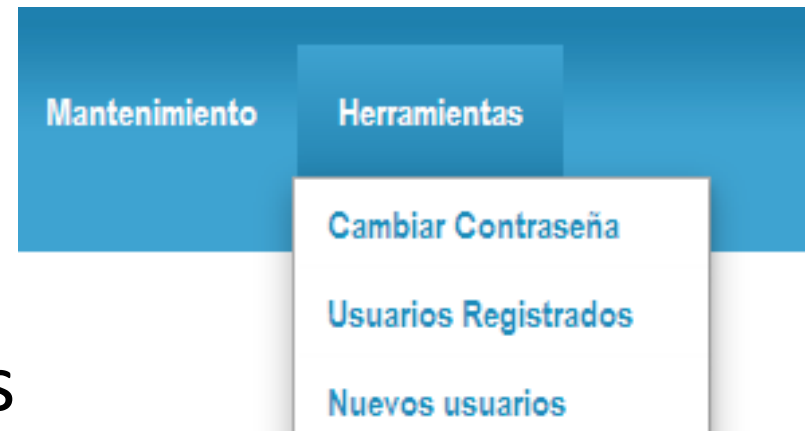 Mantenimiento Herramientas
Cambiar Contraseña
Usuarios Registrados
s Nuevos usuarios